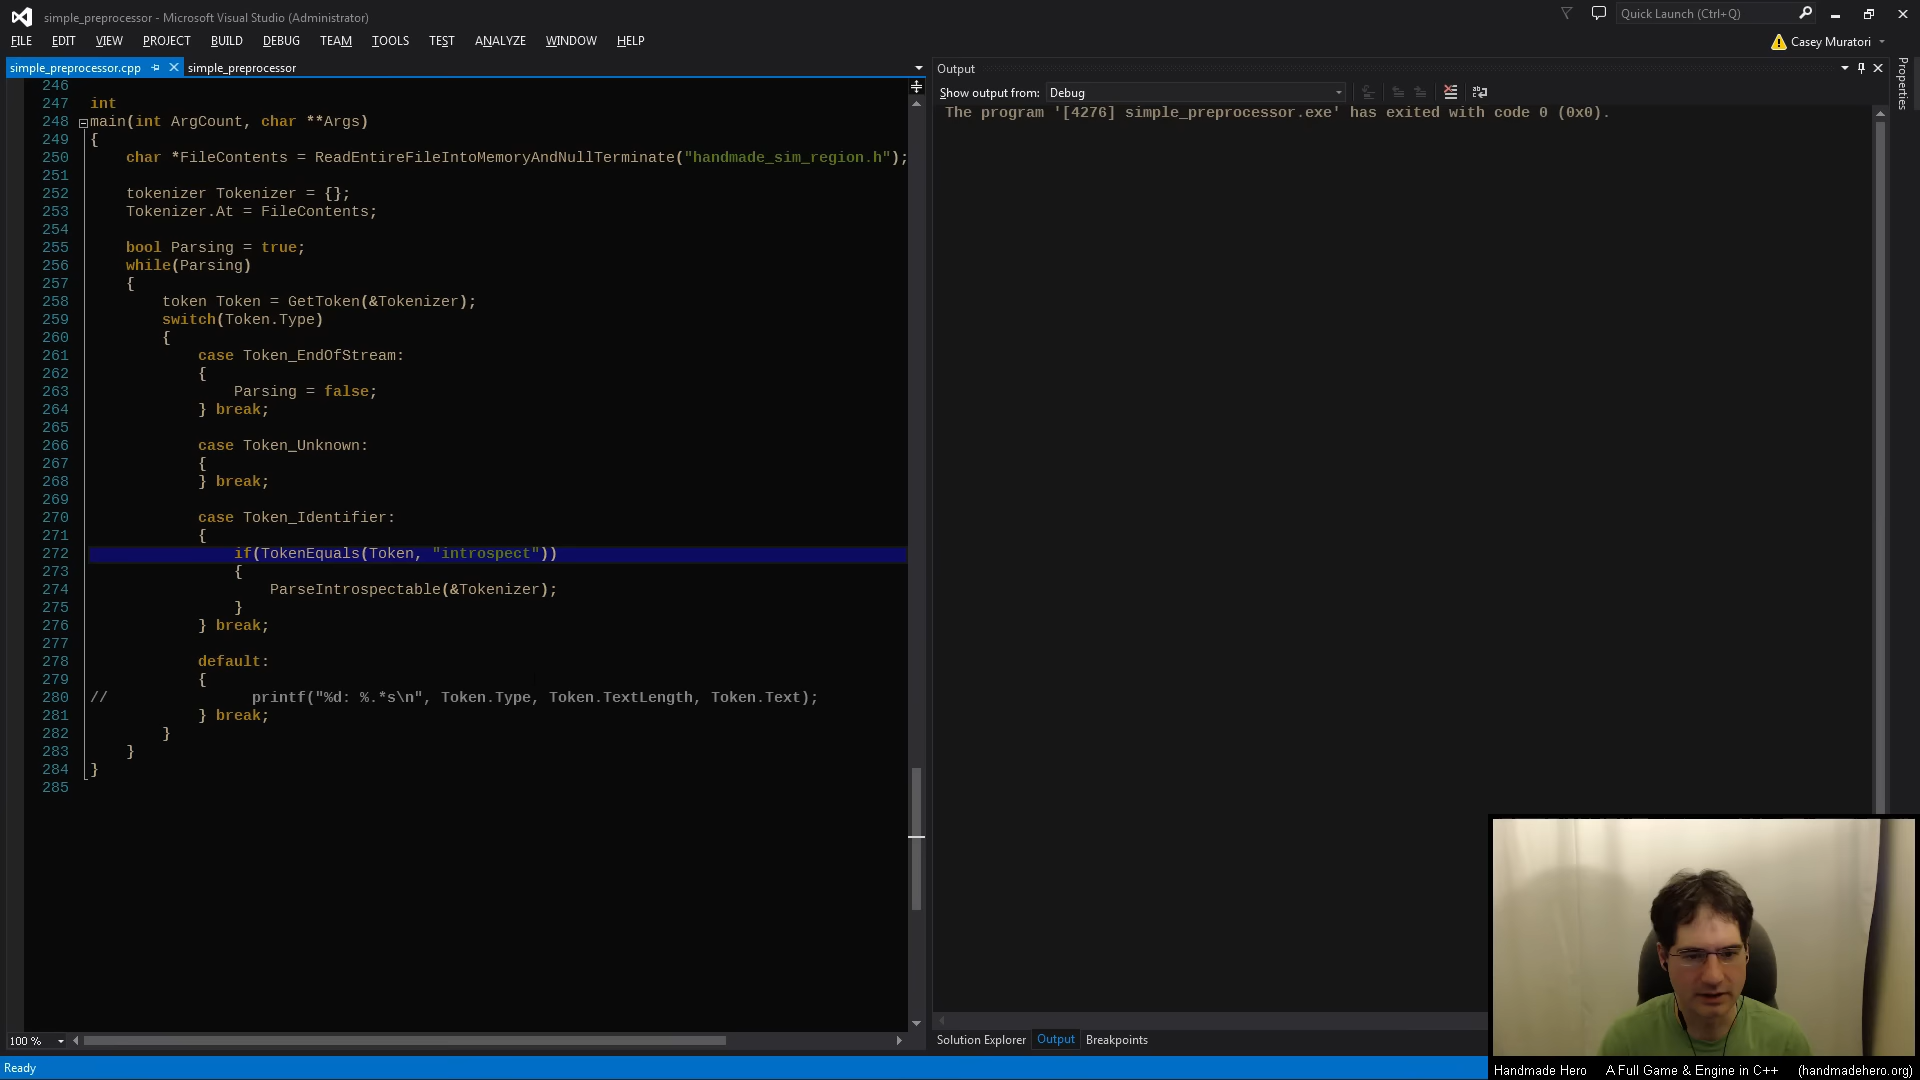 simple_preprocessor - Microsoft Visual Studio (Administrator)
Quick Launch (Ctrl+Q)
FILE EDIT VIEW PROJECT BUILD DEBUG TEAM TOOLS TEST ANALYZE WINDOW HELP
Casey Muratori
simple_preprocessor.cpp simple_preprocessor
246
247 int
248 main(int ArgCount, char **Args)
249 {
250 char *FileContents = ReadEntireFileIntoMemoryAndNullTerminate("handmade_sim_region.h");
251
252 tokenizer Tokenizer = {};
253 Tokenizer.At = FileContents;
254
255 bool Parsing = true;
256 while(Parsing)
257 {
258 token Token = GetToken(&Tokenizer);
259 switch(Token.Type)
260 {
261 case Token_EndOfStream:
262 {
263 Parsing = false;
264 } break;
265
266 case Token_Unknown:
267 {
268 } break;
269
270 case Token_Identifier:
271 {
272 if(TokenEquals(Token, "introspect"))
273 {
274 ParseIntrospectable(&Tokenizer);
275 }
276 } break;
277
278 default:
279 {
280 // printf("%d: %.*s\n", Token.Type, Token.TextLength, Token.Text);
281 } break;
282 }
283 }
284 }
285
100 %
Output
Show output from: Debug
The program '[4276] simple_preprocessor.exe' has exited with code 0 (0x0).
Properties
Solution Explorer Output Breakpoints
Ready
Handmade Hero A Full Game & Engine in C++ (handmadehero.org)